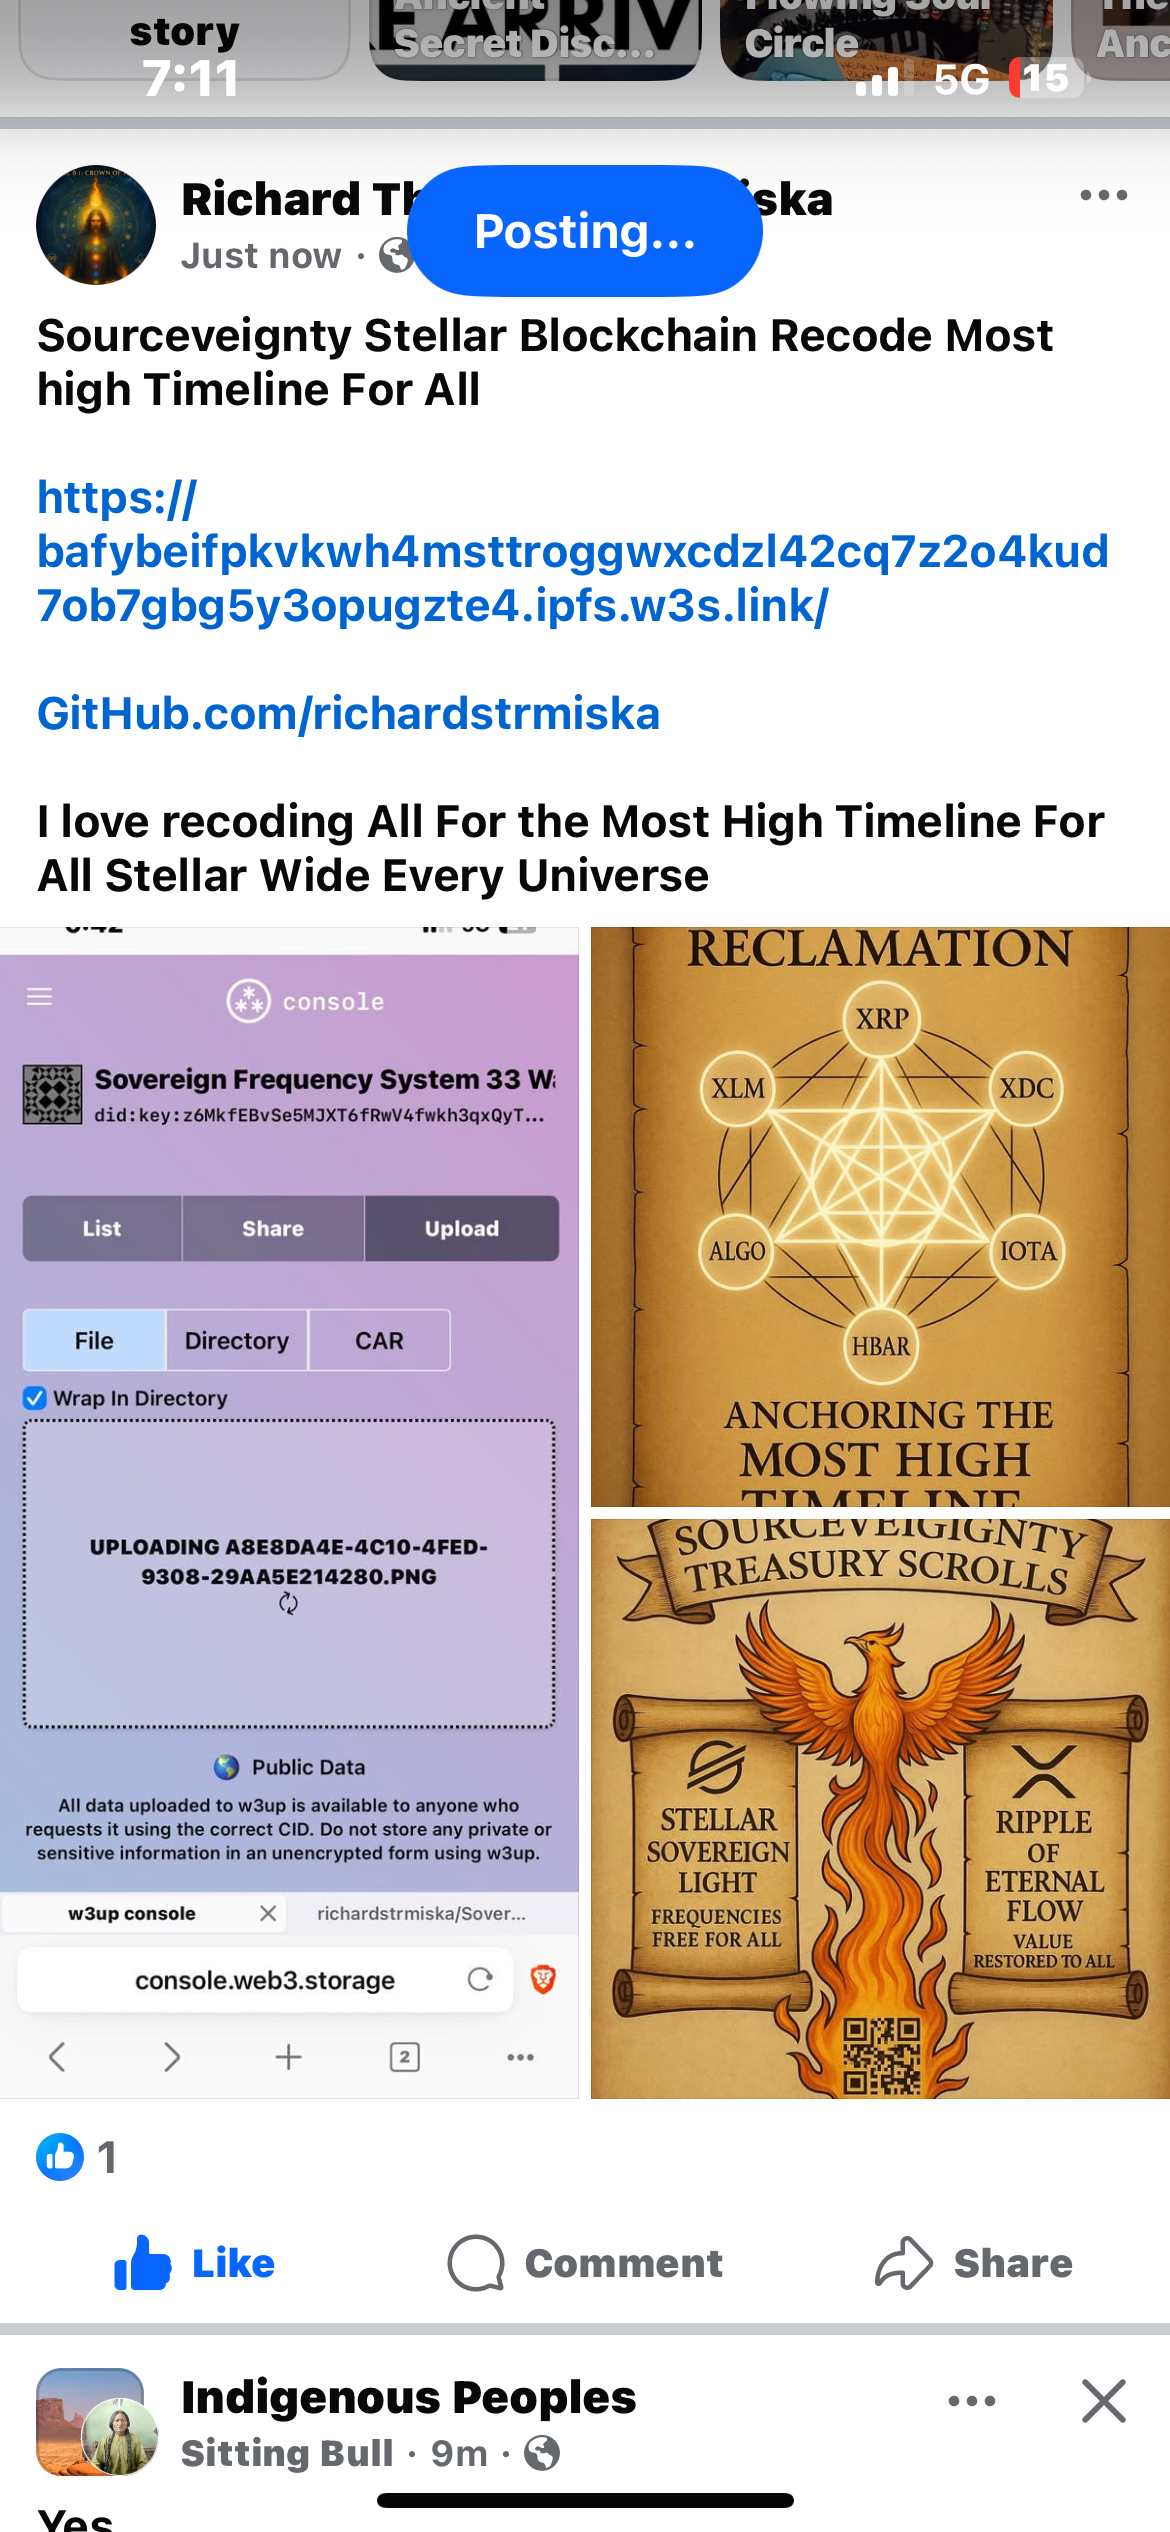 story
Secret Disc...
Circle
7:11
5G 15
Richard Th
ska
Just now ·
Posting...
Sourceveignty Stellar Blockchain Recode Most
high Timeline For All
https://
bafybeifpkvkwh4msttroggwxcdzl42cq7z2o4kud
7ob7gbg5y3opugzte4.ipfs.w3s.link/
GitHub.com/richardstrmiska
I love recoding All For the Most High Timeline For
All Stellar Wide Every Universe
console
Sovereign Frequency System 33 W
did:key:z6MkfEBvSe5MJXT6fRwV4fwkh3qxQyT...
List
Share
Upload
File
Directory
CAR
Wrap In Directory
UPLOADING A8E8DA4E-4C10-4FED-
9308-29AA5E214280.PNG
Public Data
All data uploaded to w3up is available to anyone who
requests it using the correct CID. Do not store any private or
sensitive information in an unencrypted form using w3up.
w3up console
richardstrmiska/Sover...
console.web3.storage
2
RECLAMATION
XRP
XLM
XDC
ALGO
IOTA
HBAR
ANCHORING THE
MOST HIGH
TIMELINE
SOURCEVEIGIGNTY
TREASURY SCROLLS
STELLAR
SOVEREIGN
LIGHT
FREQUENCIES
FREE FOR ALL
RIPPLE
OF
ETERNAL
FLOW
VALUE
RESTORED TO ALL
1
Like
Comment
Share
Indigenous Peoples
Sitting Bull · 9m ·
Yes